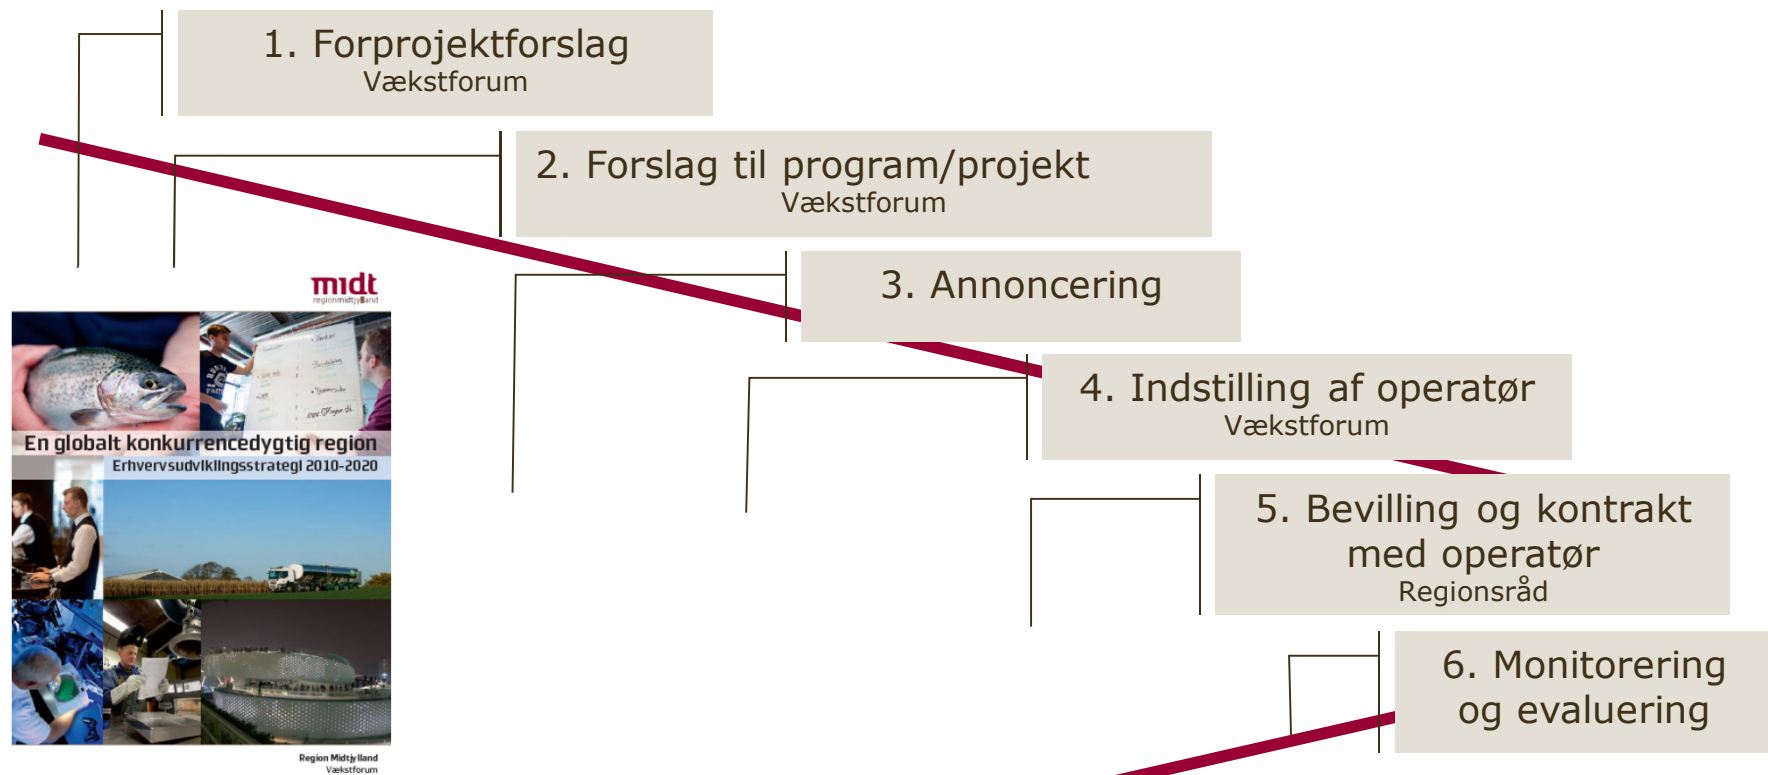 1. Forprojektforslag
Vækstforum
2. Forslag til program/projekt
Vækstforum
3. Annoncering
4. Indstilling af operatør
Vækstforum
5. Bevilling og kontrakt
med operatør
Regionsråd
6. Monitorering
og evaluering
midt
regionmidtjylland
En globalt konkurrencedygtig region
Erhvervsudviklingsstrategi 2010-2020
Region Midtjylland
Vækstforum